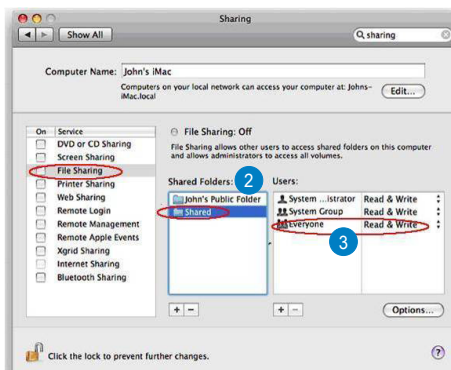 Sharing
Show All
sharing
Computer Name: John's iMac
Computers on your local network can access your computer at: Johns-
iMac.local
Edit...
On Service
DVD or CD Sharing
Screen Sharing
File Sharing
Printer Sharing
Web Sharing
Remote Login
Remote Management
Remote Apple Events
Xgrid Sharing
Internet Sharing
Bluetooth Sharing
File Sharing: Off
File Sharing allows other users to access shared folders on this computer
and allows administrators to access all volumes.
Shared Folders: 2 Users:
John's Public Folder
Shared
System ...istrator Read & Write
System Group Read & Write
Everyone Read & Write
3
+ −
+ −
Options...
Click the lock to prevent further changes.
?